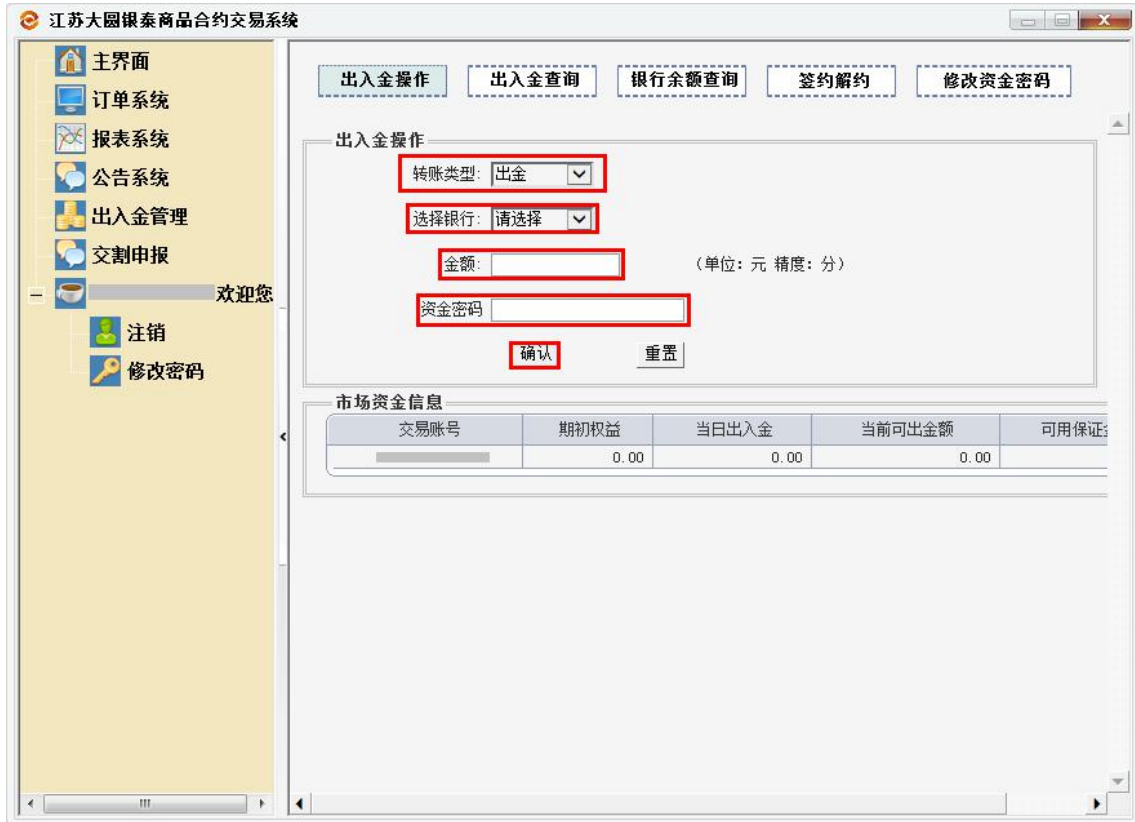 江苏大圆银泰商品合约交易系统
主界面
订单系统
报表系统
公告系统
出入金管理
交割申报
欢迎您
注销
修改密码
出入金操作 出入金查询 银行余额查询 签约解约 修改资金密码
出入金操作
转账类型: 出金
选择银行: 请选择
金额: (单位: 元 精度: 分)
资金密码
确认 重置
市场资金信息
交易账号 期初权益 当日出入金 当前可出金额 可用保证
0.00 0.00 0.00